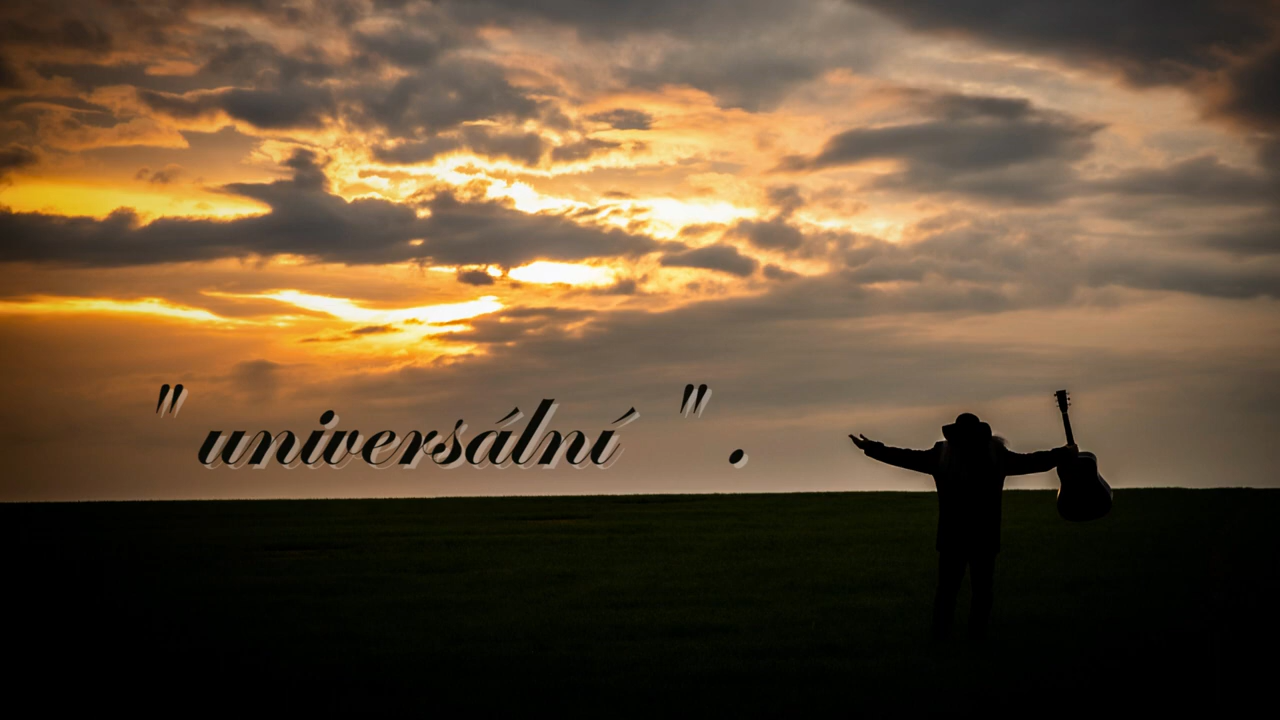 " universální " .